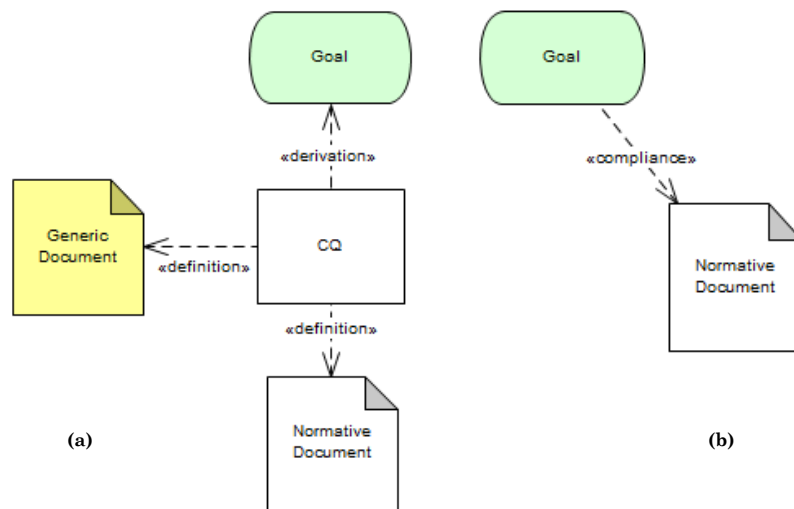 Goal
«derivation»
Generic
Document
«definition»
CQ
«definition»
Normative
Document
(a)
Goal
«compliance»
Normative
Document
(b)